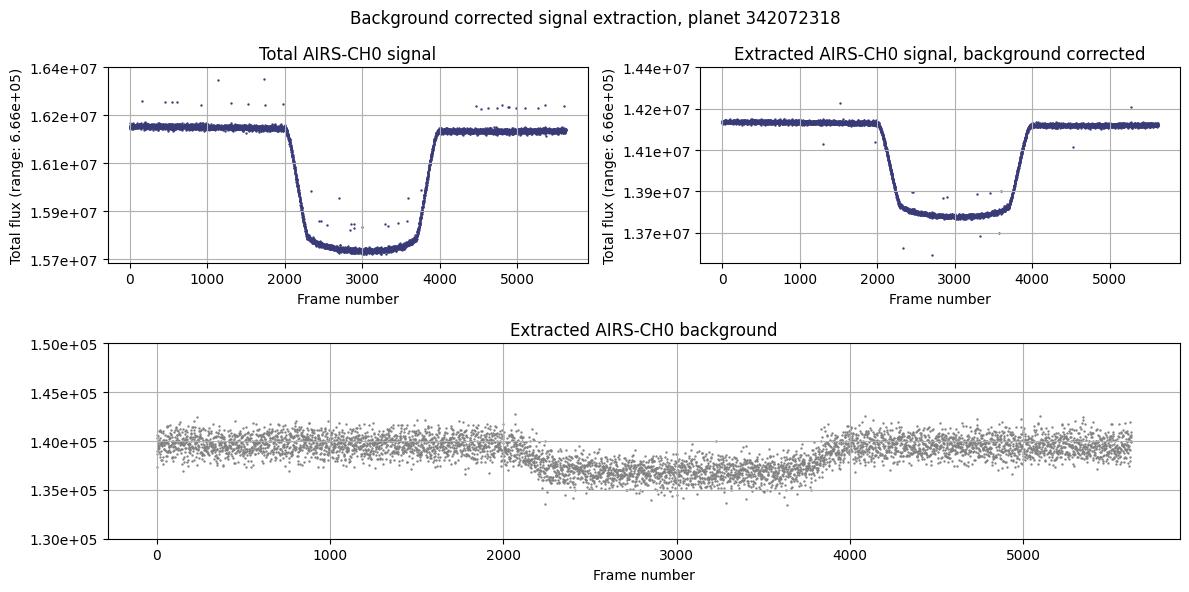 Background corrected signal extraction, planet 342072318
Total AIRS-CH0 signal
Total flux (range: 6.66e+05)
1.64e+07
1.62e+07
1.61e+07
1.59e+07
1.57e+07
0 1000 2000 3000 4000 5000
Frame number
Extracted AIRS-CH0 signal, background corrected
Total flux (range: 6.66e+05)
1.44e+07
1.42e+07
1.41e+07
1.39e+07
1.37e+07
0 1000 2000 3000 4000 5000
Frame number
Extracted AIRS-CH0 background
1.50e+05
1.45e+05
1.40e+05
1.35e+05
1.30e+05
0 1000 2000 3000 4000 5000
Frame number